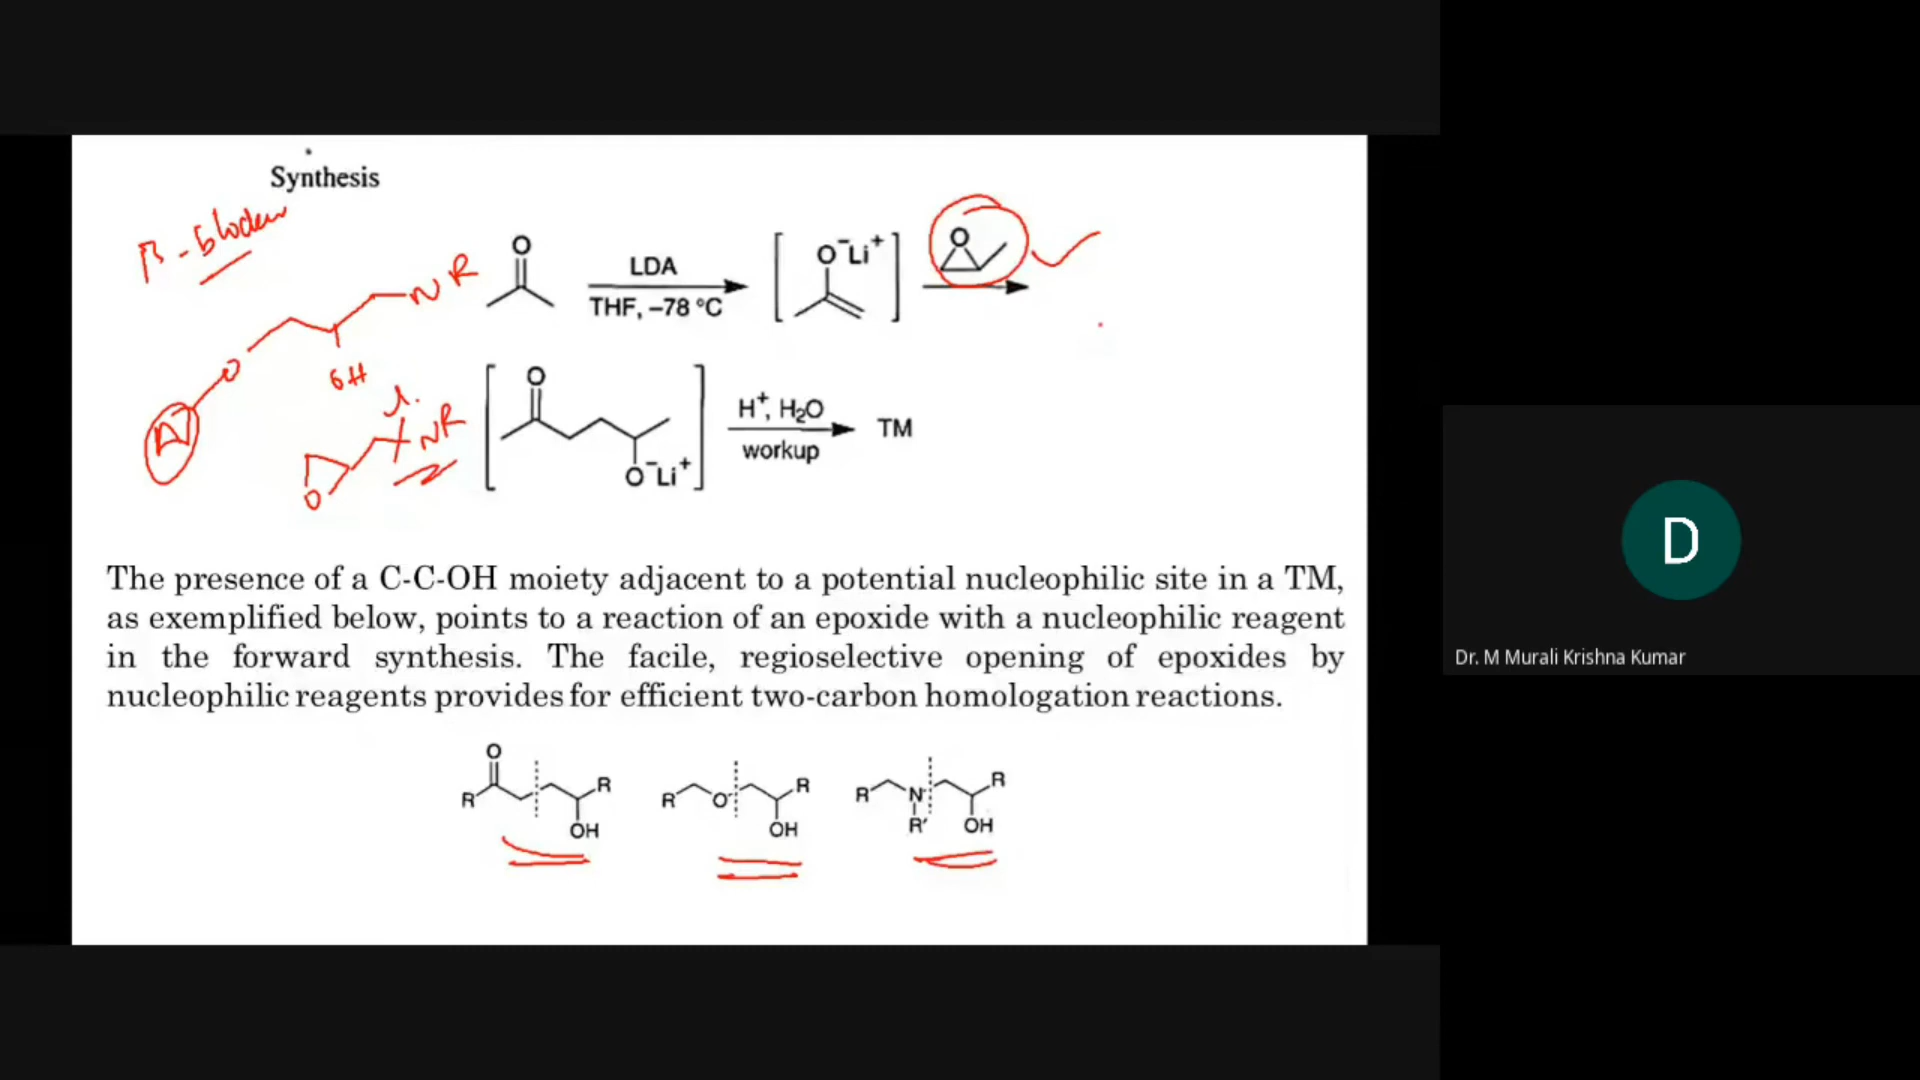 Synthesis
β-bloder
O
LDA
THF, –78 °C
O⁻Li⁺
O
N R
O
OH
Ar
O
N R
O
O⁻Li⁺
H⁺, H₂O
workup
TM
The presence of a C-C-OH moiety adjacent to a potential nucleophilic site in a TM,
as exemplified below, points to a reaction of an epoxide with a nucleophilic reagent
in the forward synthesis. The facile, regioselective opening of epoxides by
nucleophilic reagents provides for efficient two-carbon homologation reactions.
O
R R
OH
R O R
OH
R N R
R′ OH
D
Dr. M Murali Krishna Kumar